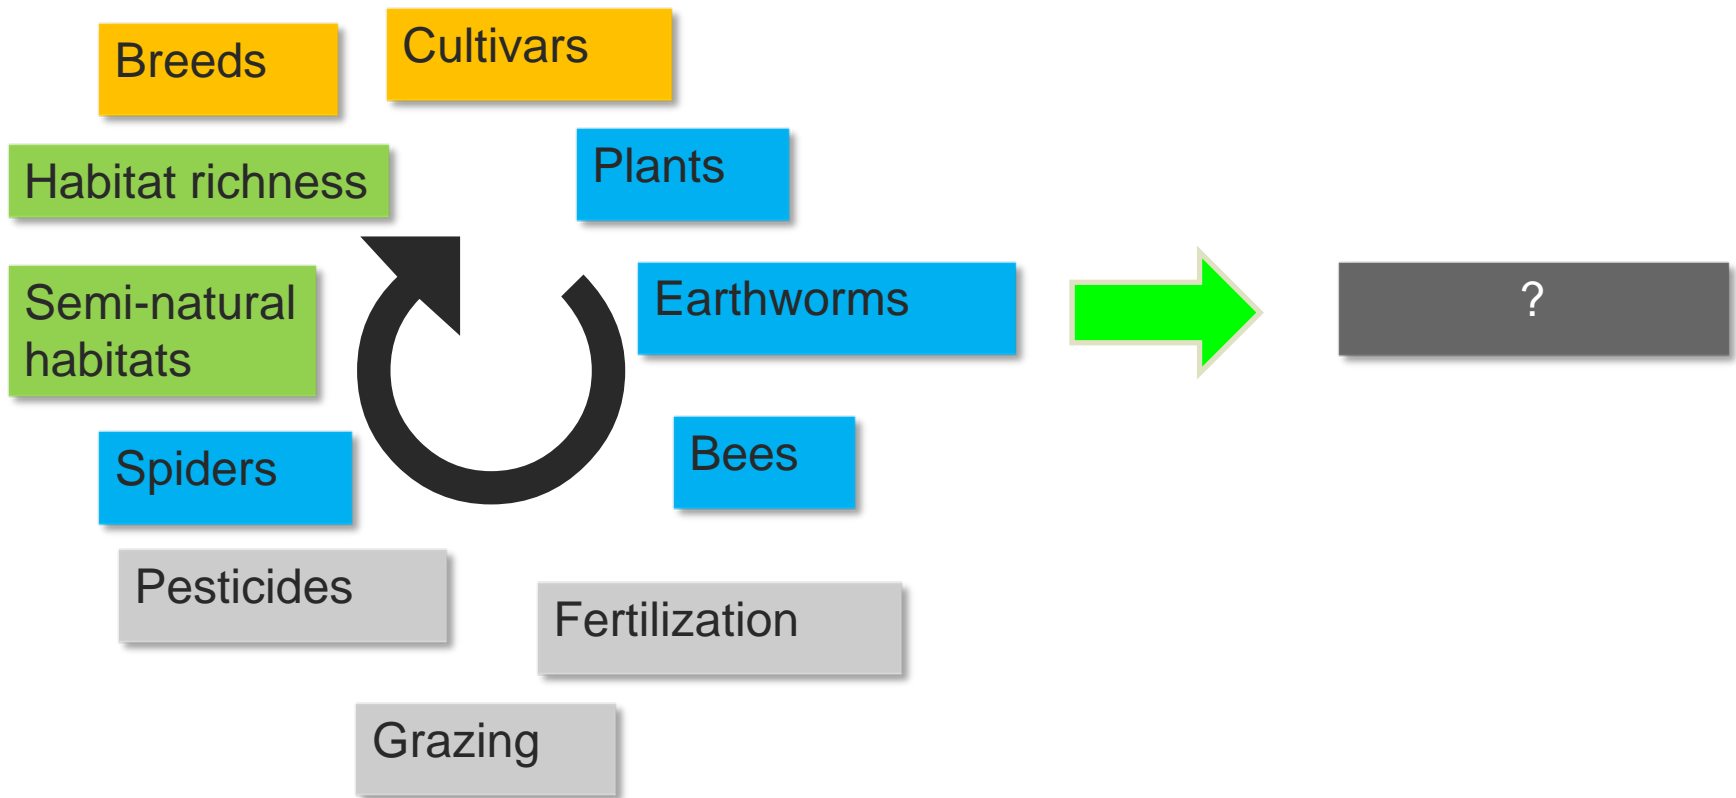 Breeds
Cultivars
Habitat richness
Plants
Semi-natural
habitats
Earthworms
?
Spiders
Bees
Pesticides
Fertilization
Grazing